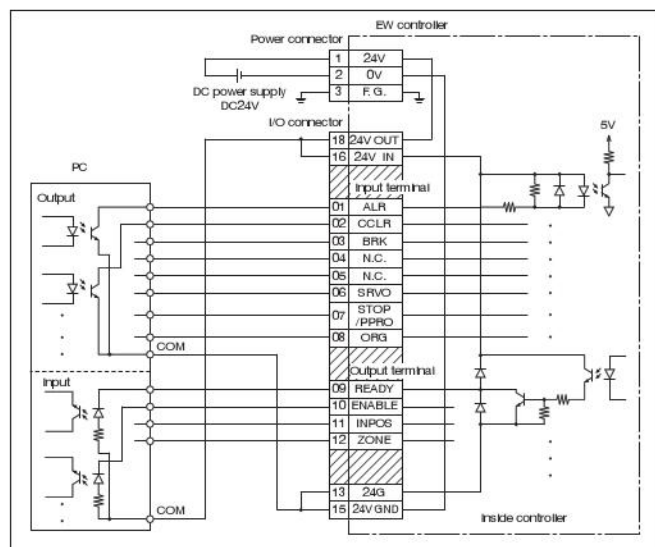 EW controller
Power connector
1 24V
2 0V
3 F. G.
DC power supply
DC24V
I/O connector
18 24V OUT
16 24V IN
5V
PC
Output
Input terminal
01 ALR
02 CCLR
03 BRK
04 N.C.
05 N.C.
06 SRVO
07 STOP
/PPRO
08 ORG
COM
Output terminal
Input
09 READY
10 ENABLE
11 INPOS
12 ZONE
13 24G
COM
15 24V GND
Inside controller